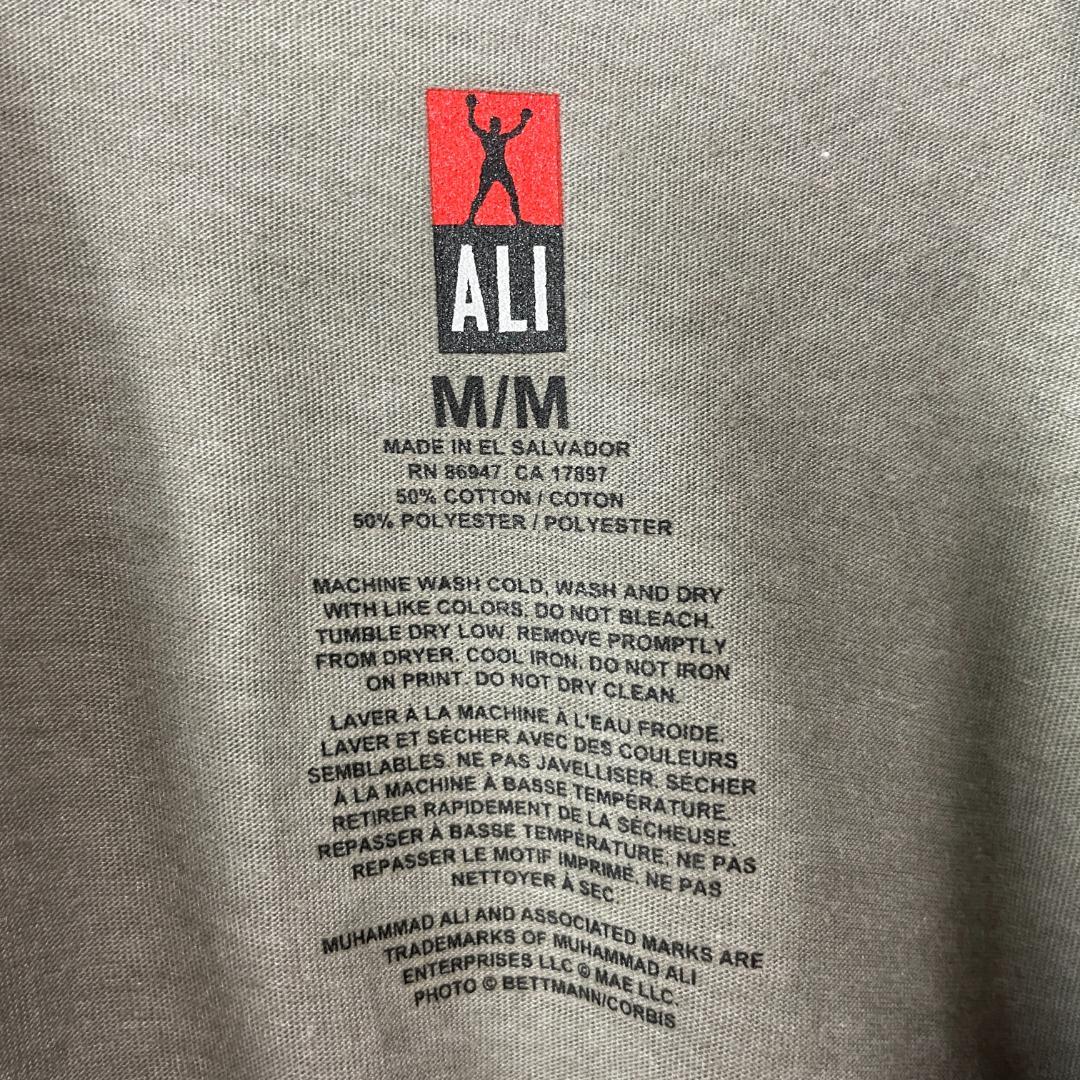 ALI
M/M
MADE IN EL SALVADOR
RN 86947 CA 17897
50% COTTON / COTON
50% POLYESTER / POLYESTER
MACHINE WASH COLD, WASH AND DRY
WITH LIKE COLORS. DO NOT BLEACH.
TUMBLE DRY LOW. REMOVE PROMPTLY
FROM DRYER. COOL IRON. DO NOT IRON
ON PRINT. DO NOT DRY CLEAN.
LAVER À LA MACHINE À L'EAU FROIDE.
LAVER ET SÉCHER AVEC DES COULEURS
SEMBLABLES. NE PAS JAVELLISER. SÉCHER
À LA MACHINE À BASSE TEMPÉRATURE.
RETIRER RAPIDEMENT DE LA SÉCHEUSE.
REPASSER À BASSE TEMPÉRATURE. NE PAS
REPASSER LE MOTIF IMPRIMÉ. NE PAS
NETTOYER À SEC.
MUHAMMAD ALI AND ASSOCIATED MARKS ARE
TRADEMARKS OF MUHAMMAD ALI
ENTERPRISES LLC © MAE LLC.
PHOTO © BETTMANN/CORBIS